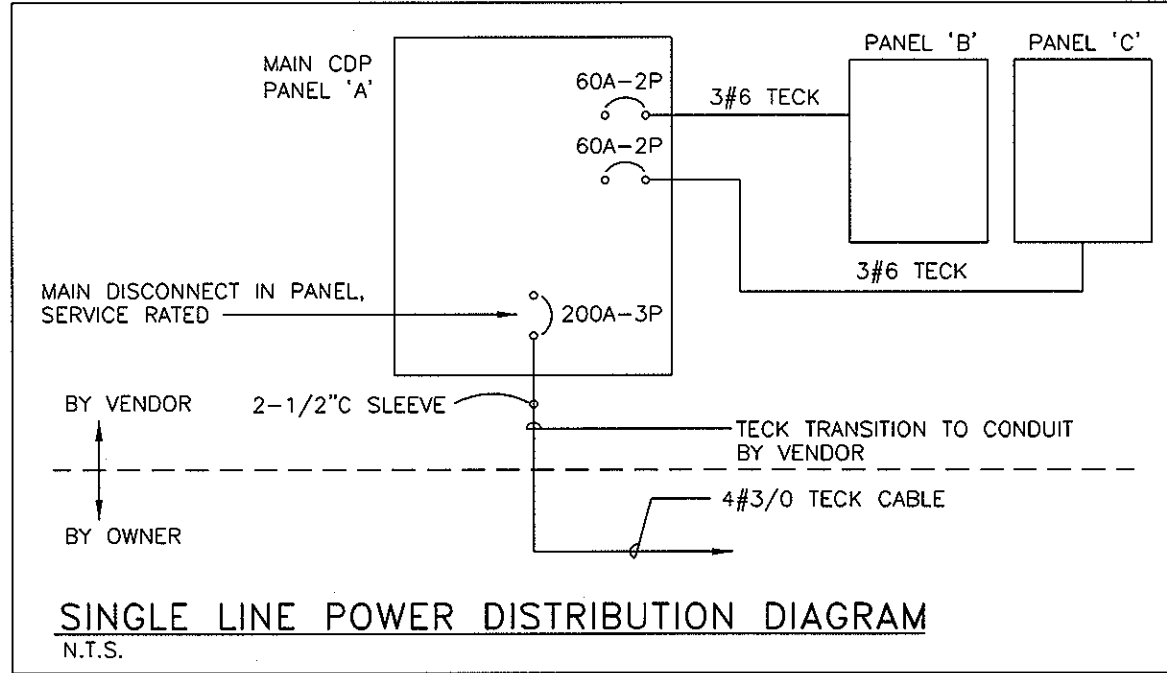 MAIN CDP
PANEL 'A'
PANEL 'B'
PANEL 'C'
60A-2P
3#6 TECK
60A-2P
3#6 TECK
MAIN DISCONNECT IN PANEL,
SERVICE RATED
200A-3P
BY VENDOR
2-1/2"C SLEEVE
TECK TRANSITION TO CONDUIT
BY VENDOR
4#3/0 TECK CABLE
BY OWNER
SINGLE LINE POWER DISTRIBUTION DIAGRAM
N.T.S.